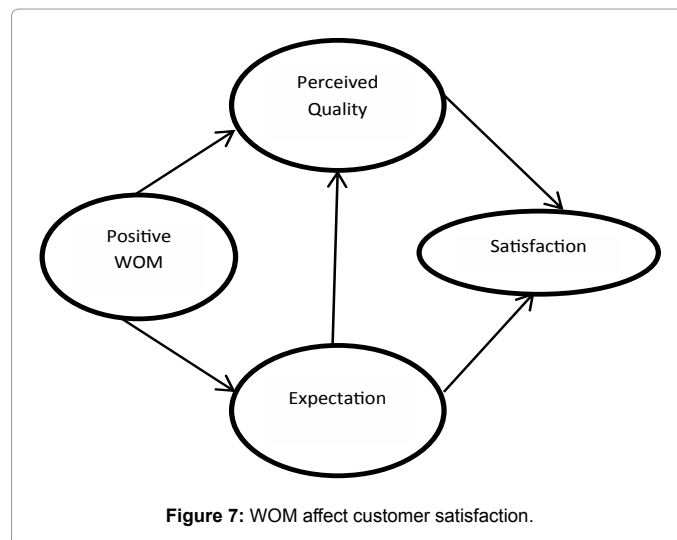 Perceived
Quality
Positive
WOM
Satisfaction
Expectation
Figure 7: WOM affect customer satisfaction.